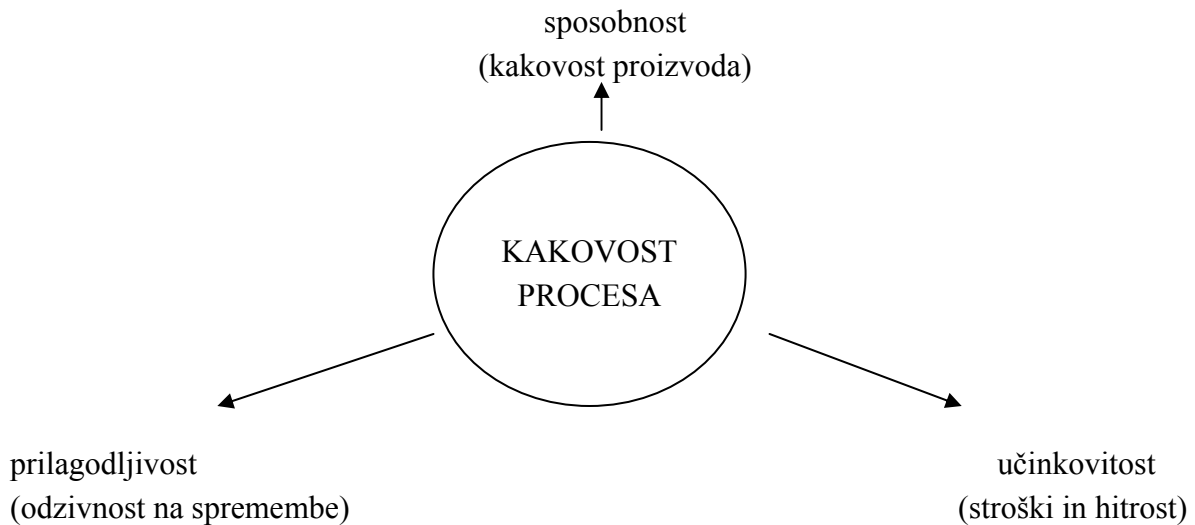 sposobnost
(kakovost proizvoda)
KAKOVOST
PROCESA
prilagodljivost
(odzivnost na spremembe)
učinkovitost
(stroški in hitrost)